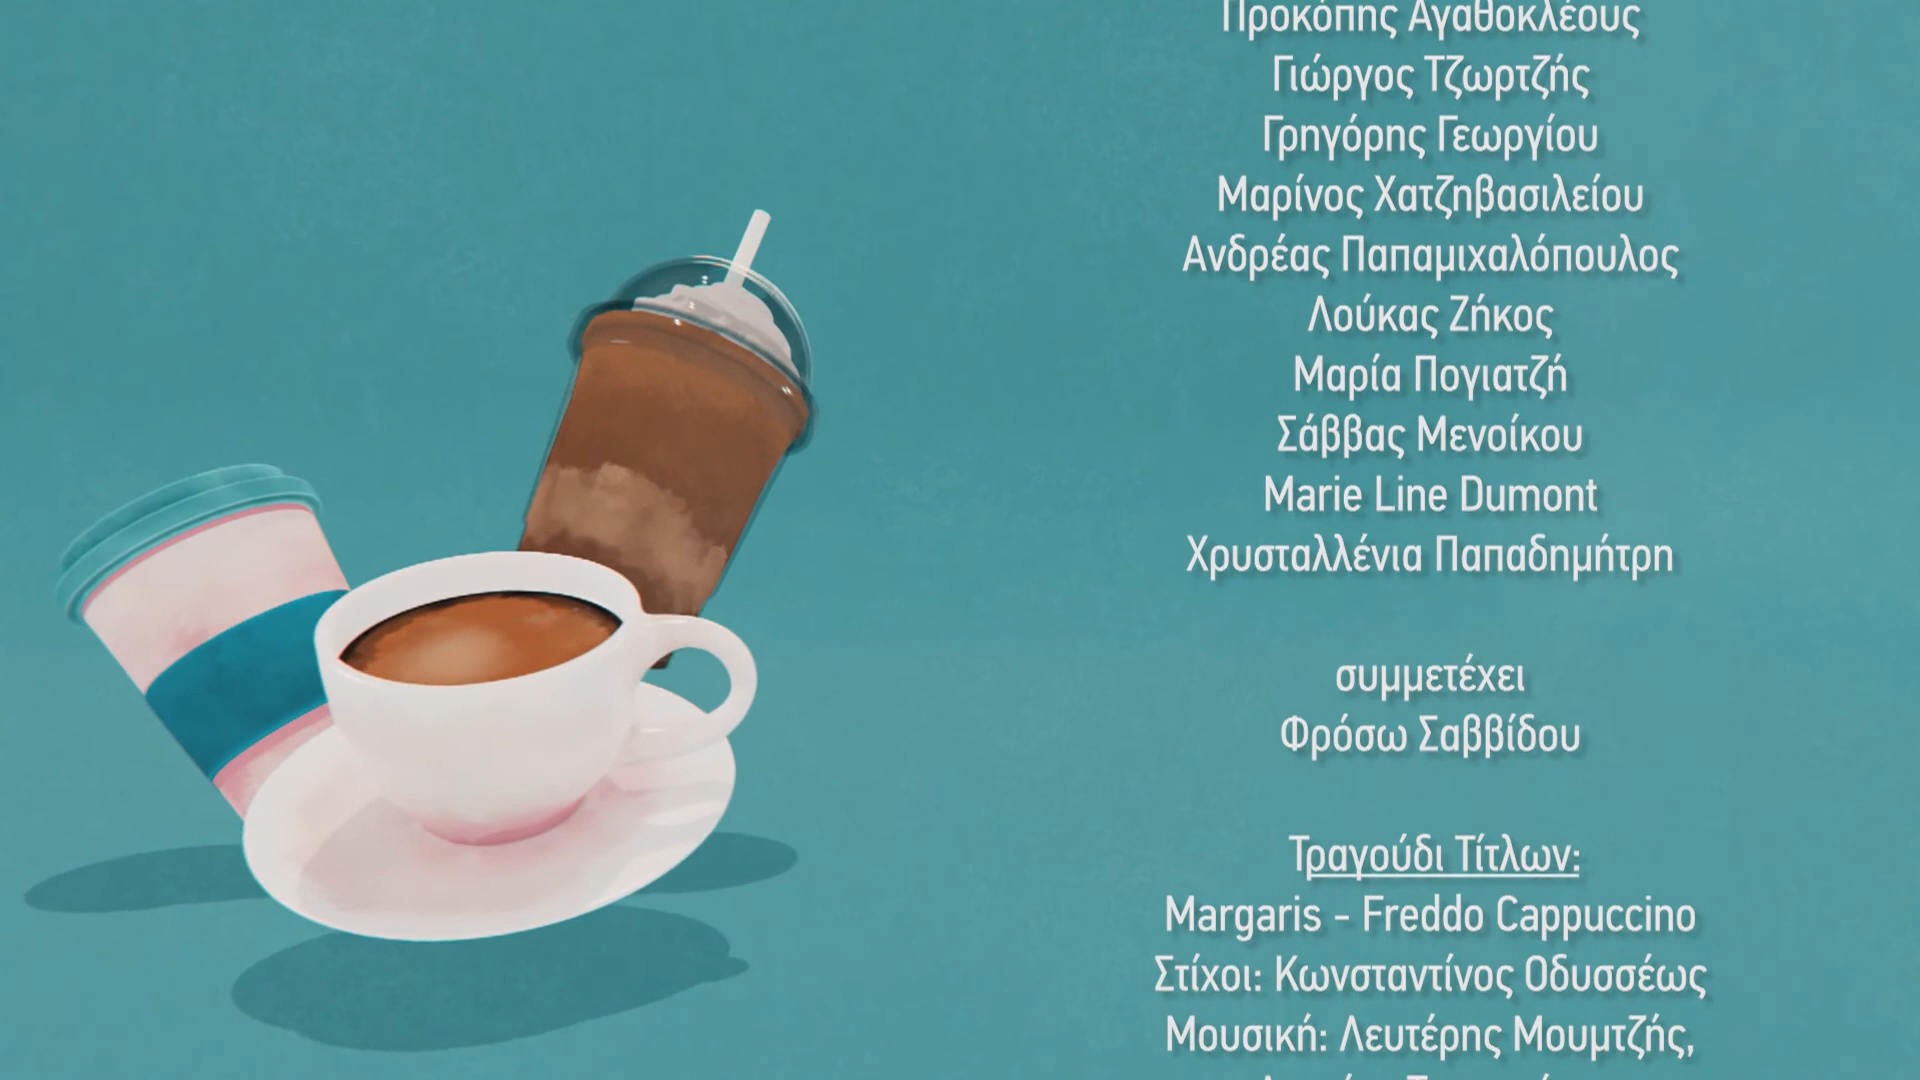 Προκόπης Αγαθοκλέους
Γιώργος Τζωρτζής
Γρηγόρης Γεωργίου
Μαρίνος Χατζηβασιλείου
Ανδρέας Παπαμιχαλόπουλος
Λούκας Ζήκος
Μαρία Πογιατζή
Σάββας Μενοίκου
Marie Line Dumont
Χρυσταλλένια Παπαδημήτρη
συμμετέχει
Φρόσω Σαββίδου
Τραγούδι Τίτλων:
Margaris - Freddo Cappuccino
Στίχοι: Κωνσταντίνος Οδυσσέως
Μουσική: Λευτέρης Μουμτζής,